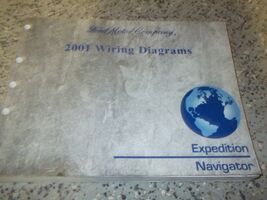 Ford Motor Company,
2001 Wiring Diagrams
Expedition
Navigator